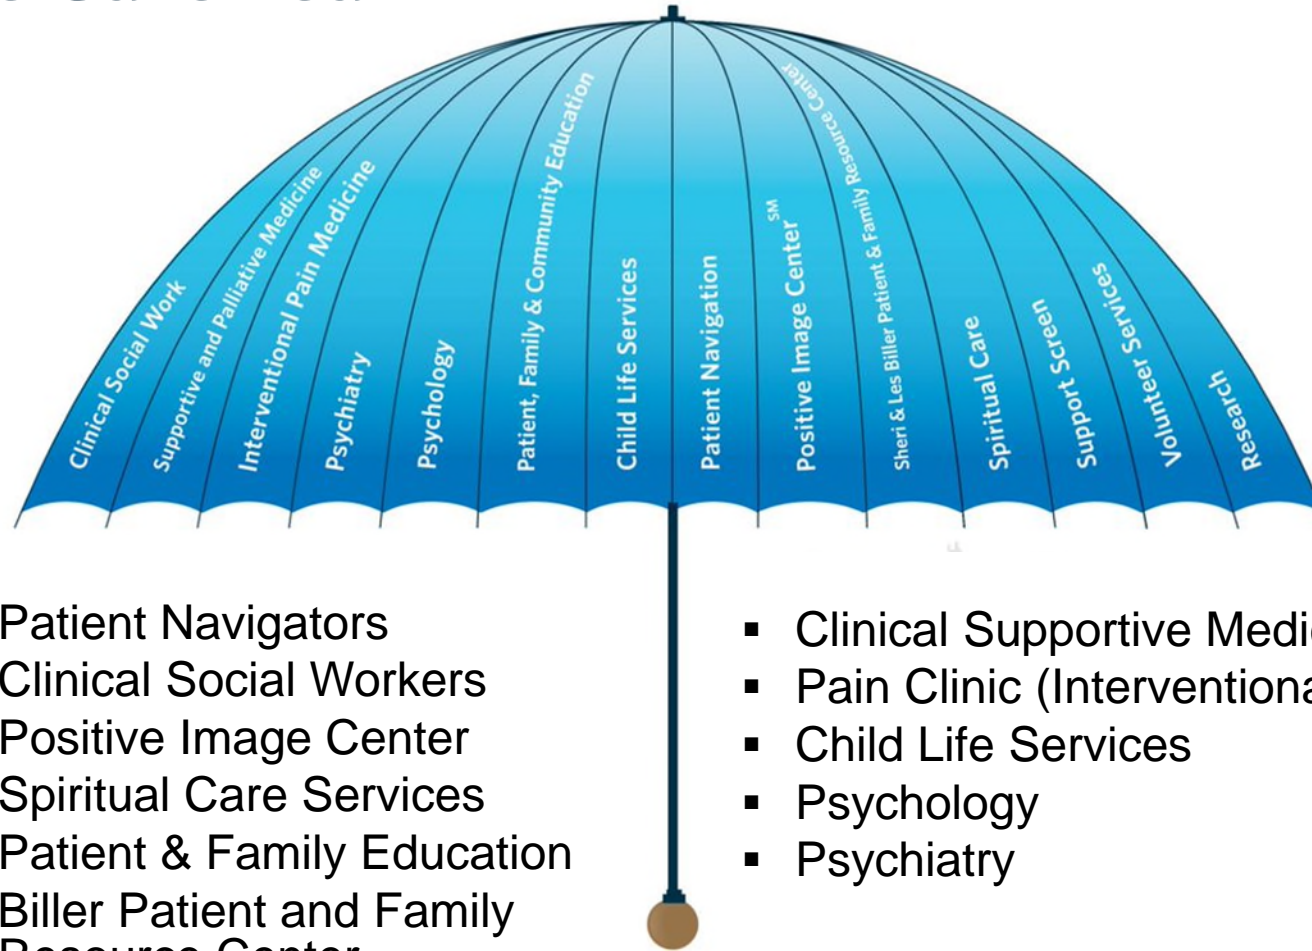 Clinical Social Work
Supportive and Palliative Medicine
Interventional Pain Medicine
Psychiatry
Psychology
Patient, Family & Community Education
Child Life Services
Patient Navigation
Positive Image Center℠
Sheri & Les Biller Patient & Family Resource Center
Spiritual Care
Support Screen
Volunteer Services
Research
Patient Navigators
Clinical Social Workers
Positive Image Center
Spiritual Care Services
Patient & Family Education
Biller Patient and Family
Resource Center
▪ Clinical Supportive
▪ Pain Clinic
▪ Child Life Services
▪ Psychology
▪ Psychiatry